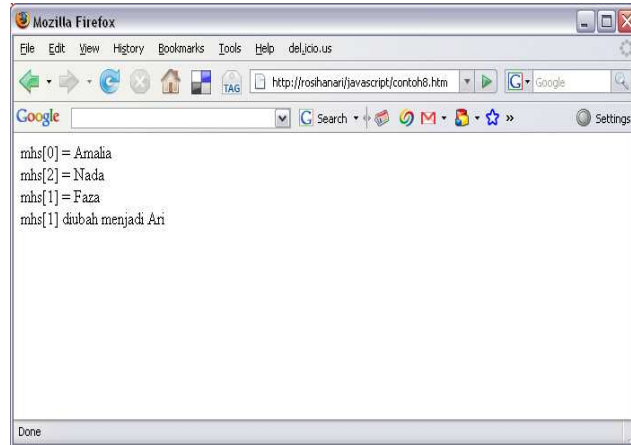 Mozilla Firefox
File Edit View History Bookmarks Tools Help del.icio.us
TAG http://rosihanari/javascript/contoh8.htm G Google
Google G Search Settings
mhs[0] = Amalia
mhs[2] = Nada
mhs[1] = Faza
mhs[1] diubah menjadi Ari
Done